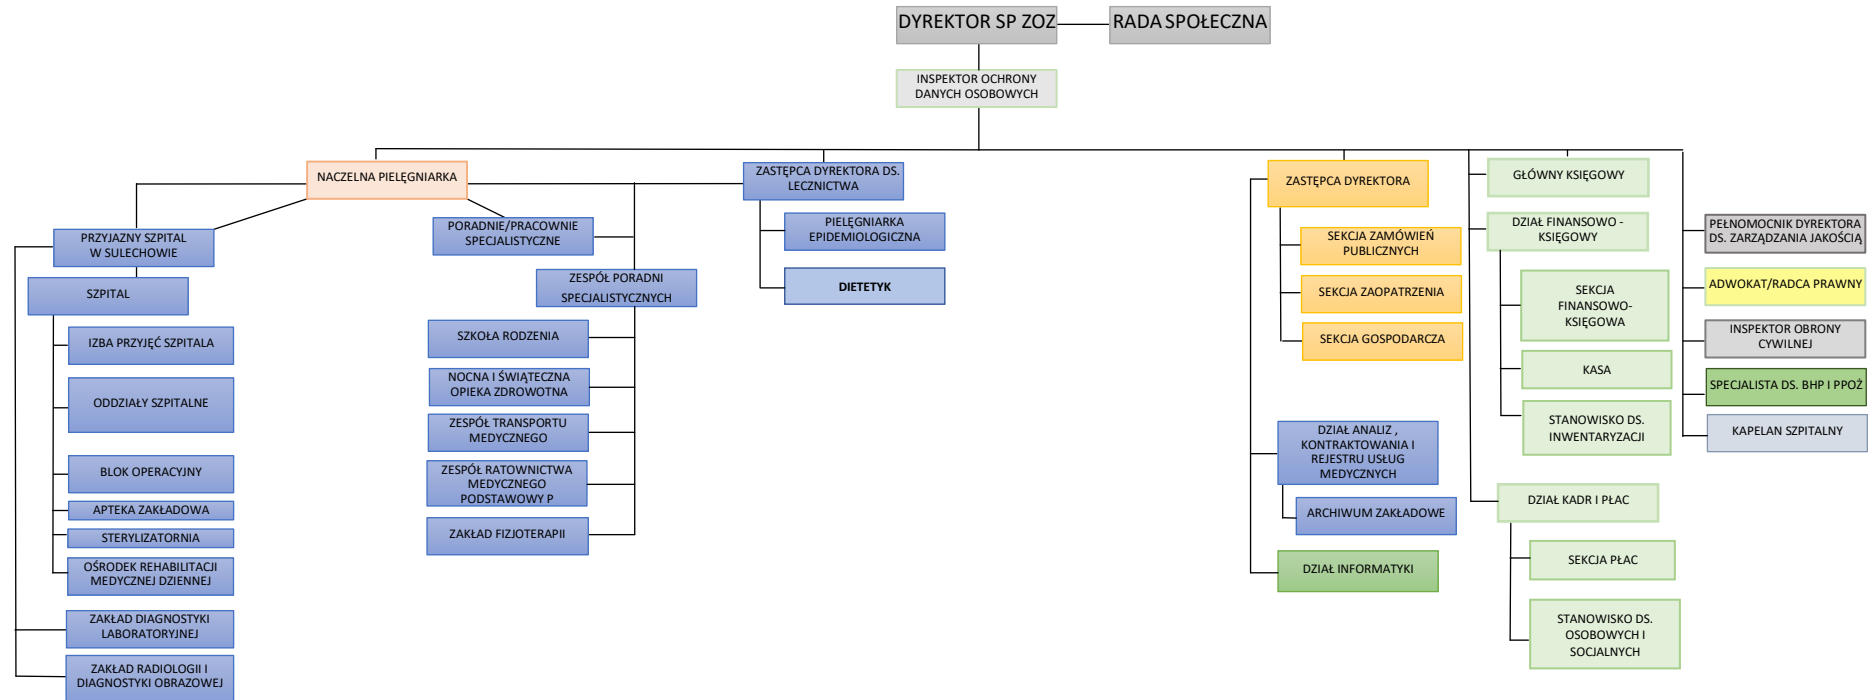 DYREKTOR SP ZOZ
RADA SPOŁECZNA
INSPEKTOR OCHRONY
DANYCH OSOBOWYCH
NACZELNA PIELĘGNIARKA
ZASTĘPCA DYREKTORA DS.
LECZNICTWA
ZASTĘPCA DYREKTORA
GŁÓWNY KSIĘGOWY
PRZYJAZNY SZPITAL
W SULECHOWIE
SZPITAL
IZBA PRZYJĘĆ SZPITALA
ODDZIAŁY SZPITALNE
BLOK OPERACYJNY
APTEKA ZAKŁADOWA
STERYLIZATORNIA
OŚRODEK REHABILITACJI
MEDYCZNEJ DZIENNEJ
ZAKŁAD DIAGNOSTYKI
LABORATORYJNEJ
ZAKŁAD RADIOLOGII I
DIAGNOSTYKI OBRAZOWEJ
PORADNIE/PRACOWNIE
SPECJALISTYCZNE
ZESPÓŁ PORADNI
SPECJALISTYCZNYCH
SZKOŁA RODZENIA
NOCNA I ŚWIĄTECZNA
OPIEKA ZDROWOTNA
ZESPÓŁ TRANSPORTU
MEDYCZNEGO
ZESPÓŁ RATOWNICTWA
MEDYCZNEGO
PODSTAWOWY P
ZAKŁAD FIZJOTERAPII
PIELĘGNIARKA
EPIDEMIOLOGICZNA
DIETETYK
SEKCJA ZAMÓWIEŃ
PUBLICZNYCH
SEKCJA ZAOPATRZENIA
SEKCJA GOSPODARCZA
DZIAŁ ANALIZ ,
KONTRAKTOWANIA I
REJESTRU USŁUG
MEDYCZNYCH
ARCHIWUM ZAKŁADOWE
DZIAŁ INFORMATYKI
DZIAŁ FINANSOWO -
KSIĘGOWY
SEKCJA
FINANSOWO-
KSIĘGOWA
KASA
STANOWISKO DS.
INWENTARYZACJI
DZIAŁ KADR I PŁAC
SEKCJA PŁAC
STANOWISKO DS.
OSOBOWYCH I
SOCJALNYCH
PEŁNOMOCNIK DYREKTORA
DS. ZARZĄDZANIA JAKOŚCIĄ
ADWOKAT/RADCA PRAWNY
INSPEKTOR OBRONY
CYWILNEJ
SPECJALISTA DS. BHP I PPOŻ
KAPELAN SZPITALNY